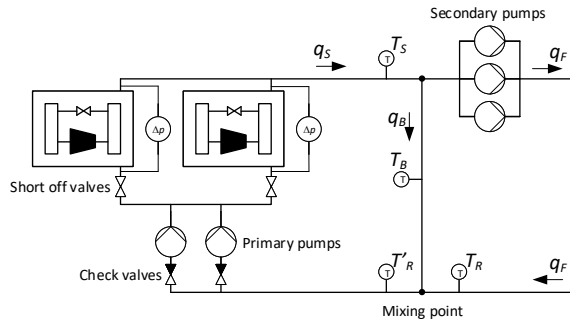 Secondary pumps
q_S
T_S
q_F
Δp
Δp
q_B
T_B
T
T
Short off valves
Primary pumps
Check valves
T'_R
T_R
q_F
T
T
Mixing point